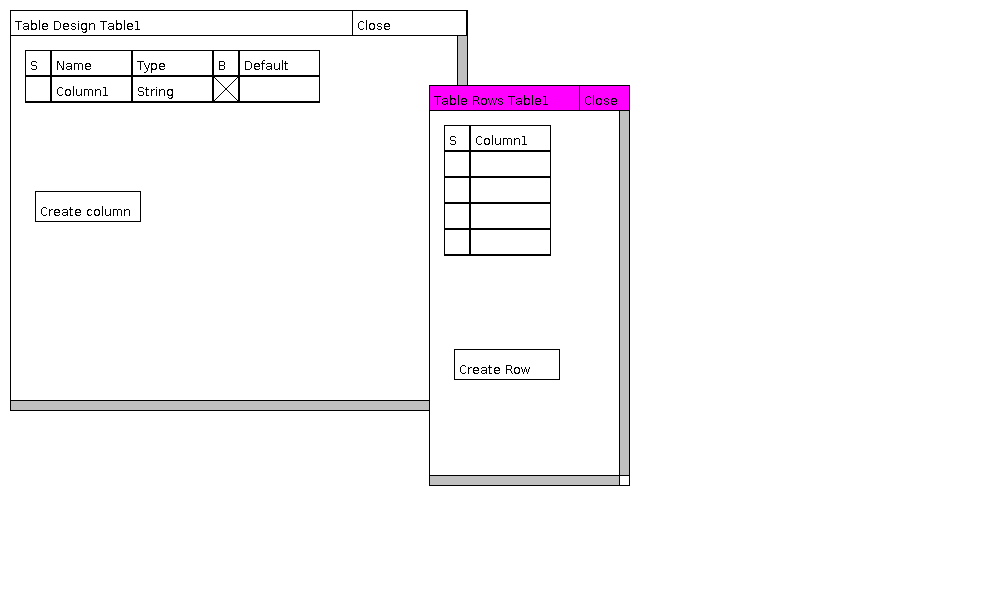 Table Design Table1 Close
S Name Type B Default
Column1 String
Create column
Table Rows Table1 Close
S Column1
Create Row